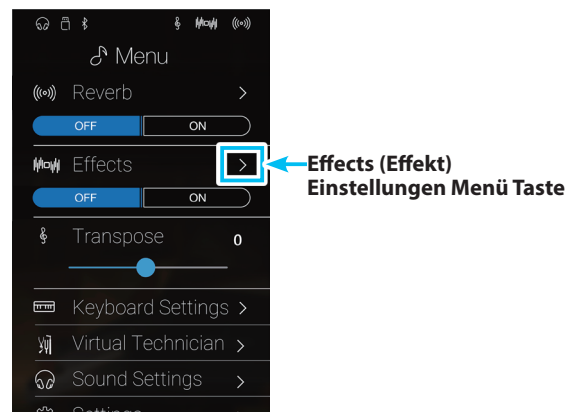 Menu
Reverb
OFF ON
Effects
OFF ON
Transpose 0
Keyboard Settings
Virtual Technician
Sound Settings
Settings
Effects (Effekt)
Einstellungen Menü Taste